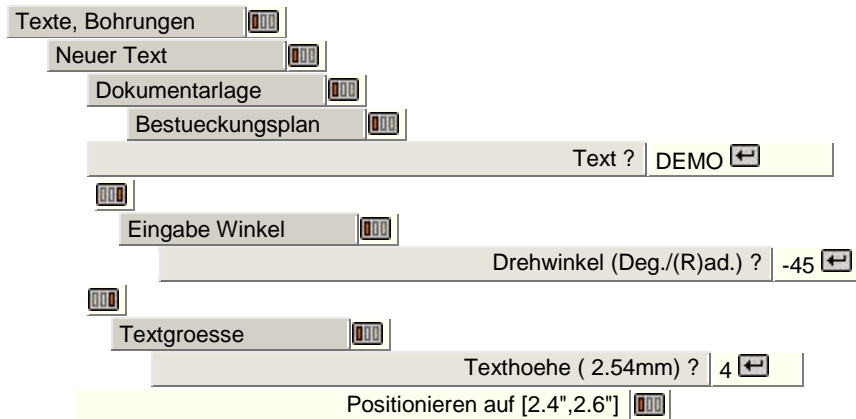 Texte, Bohrungen
Neuer Text
Dokumentarlage
Bestueckungsplan
Text ? DEMO
Eingabe Winkel
Drehwinkel (Deg./(R)ad.) ? -45
Textgroesse
Texthoehe ( 2.54mm) ? 4
Positionieren auf [2.4",2.6"]